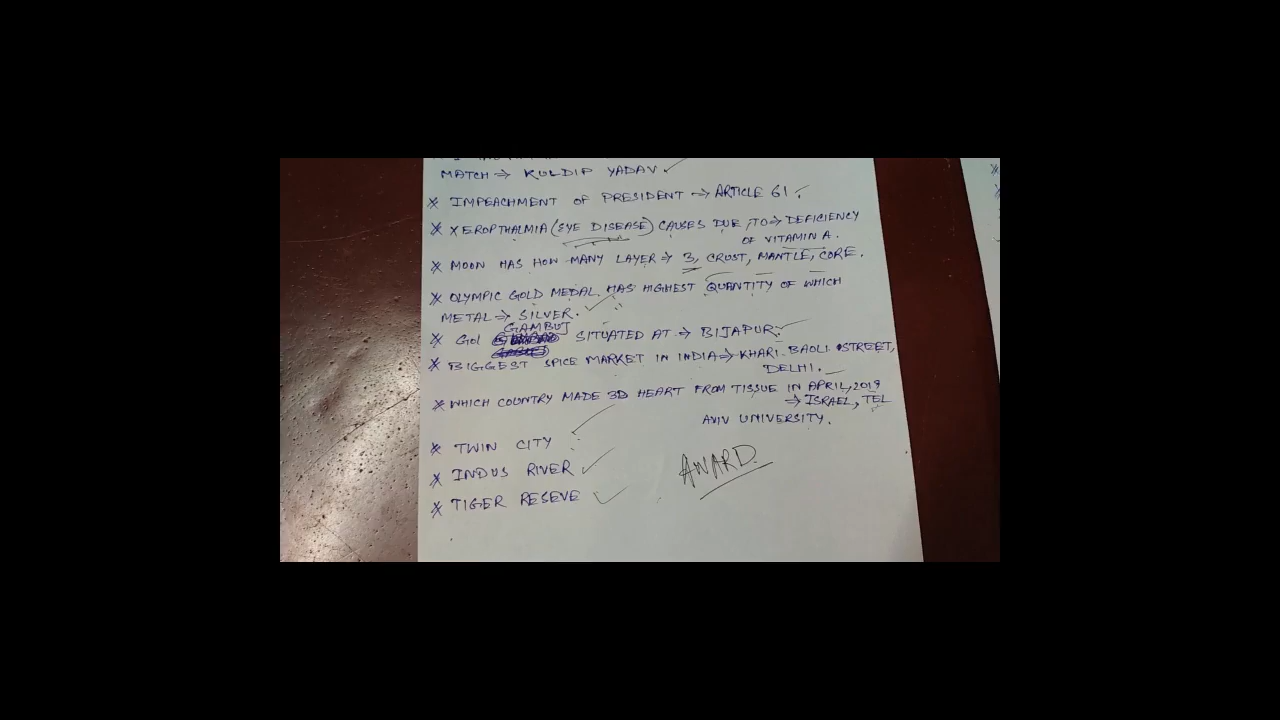 MATCH → KULDIP YADAV.
* IMPEACHMENT OF PRESIDENT → ARTICLE 61.
* XEROPTHALMIA (EYE DISEASE) CAUSES DUE TO → DEFICIENCY
OF VITAMIN A.
* MOON HAS HOW MANY LAYER → 3, CRUST, MANTLE, CORE.
* OLYMPIC GOLD MEDAL HAS HIGHEST QUANTITY OF WHICH
METAL → SILVER.
* GOL GAMBUJ SITUATED AT → BIJAPUR.
* BIGGEST SPICE MARKET IN INDIA → KHARI BAOLI STREET,
DELHI.
* WHICH COUNTRY MADE 3D HEART FROM TISSUE IN APRIL, 2019
→ ISRAEL, TEL
AVIV UNIVERSITY.
* TWIN CITY
* INDUS RIVER
* TIGER RESEVE
AWARD